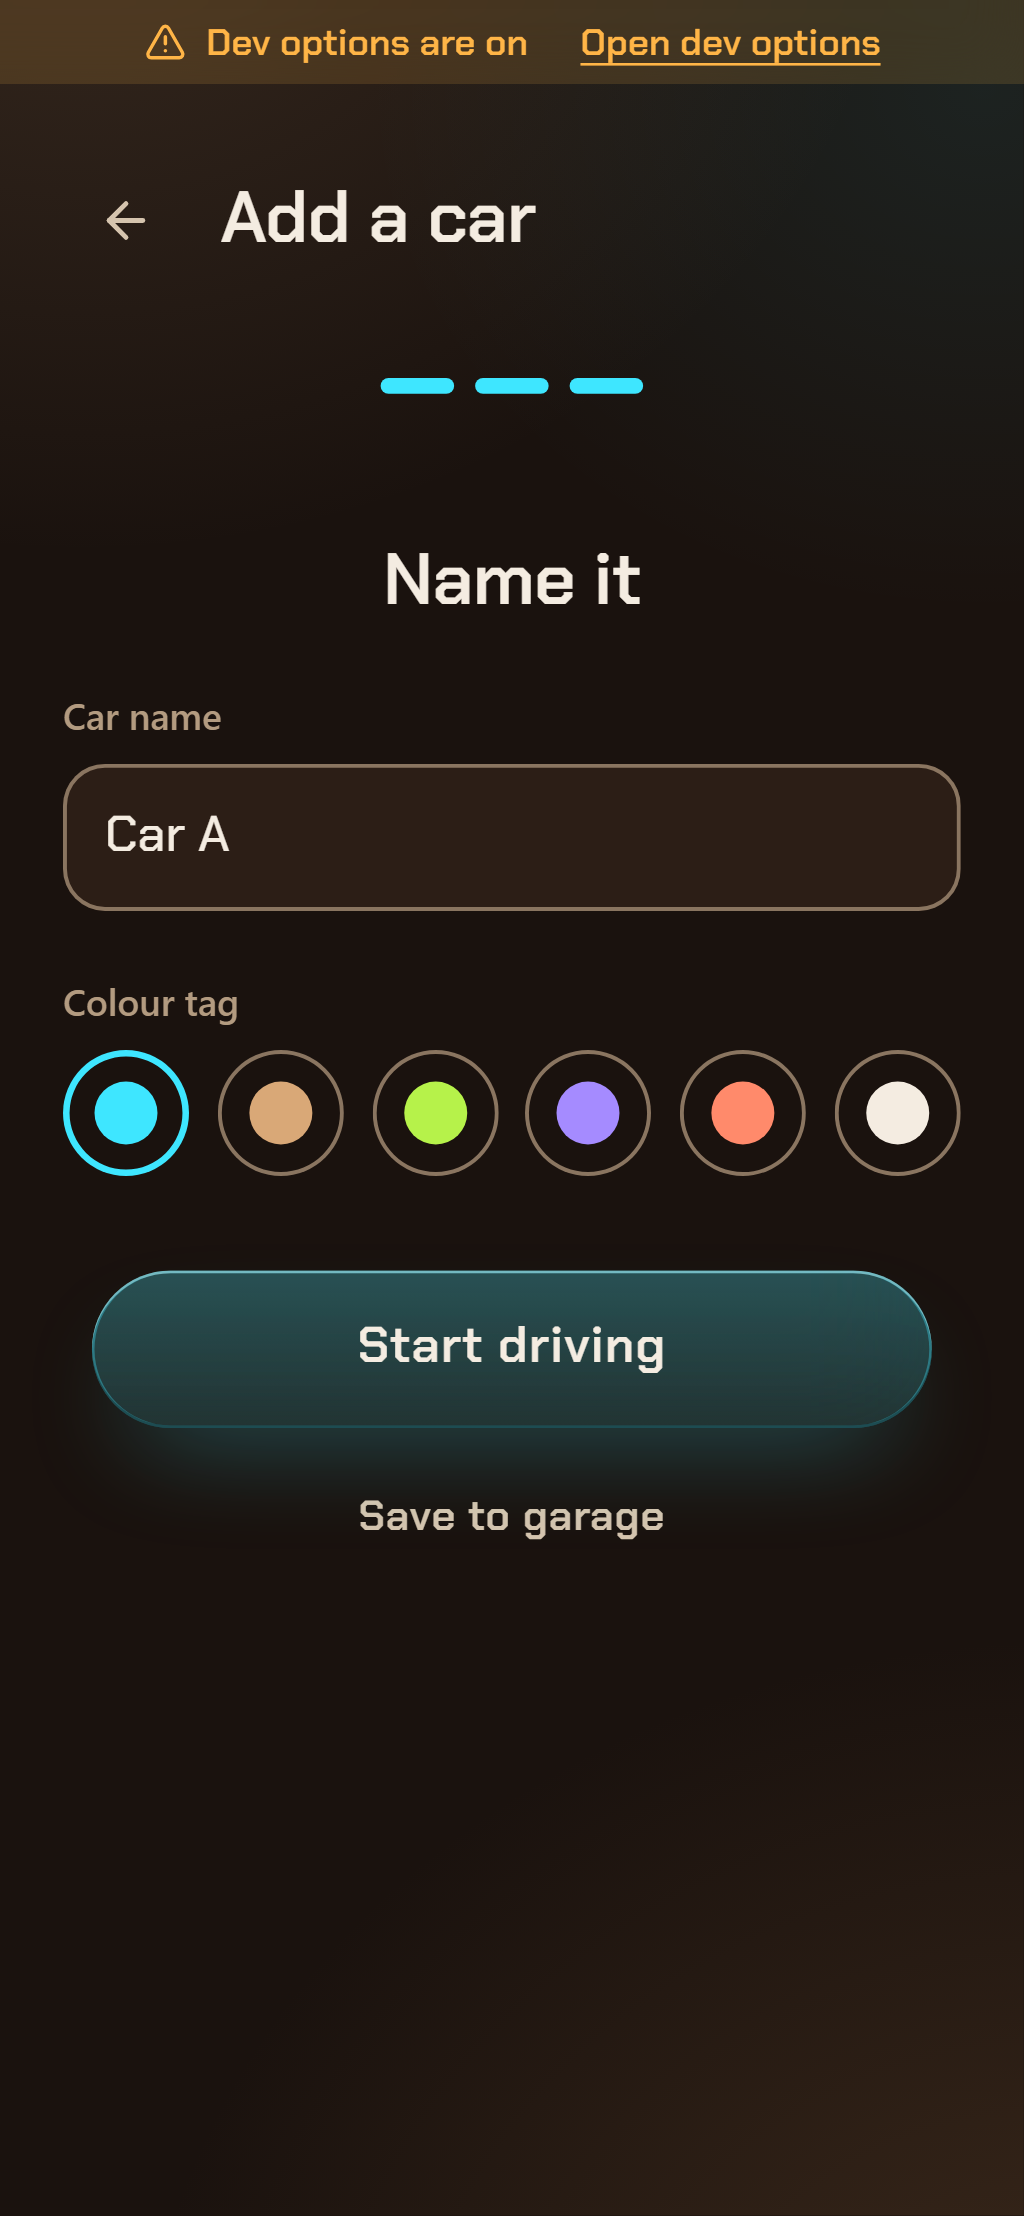 Dev options are on Open dev options
Add a car
Name it
Car name
Car A
Colour tag
Start driving
Save to garage